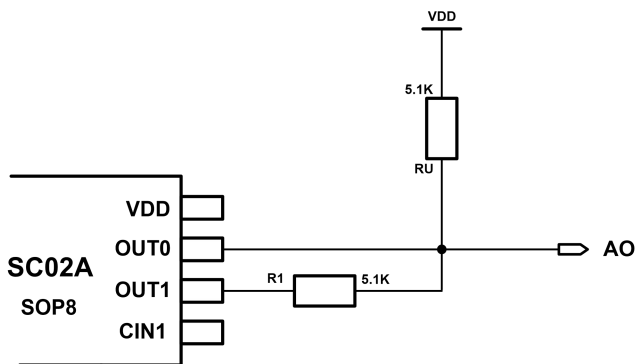 VDD
5.1K
RU
VDD
OUT0
AO
SC02A
R1
5.1K
OUT1
SOP8
CIN1